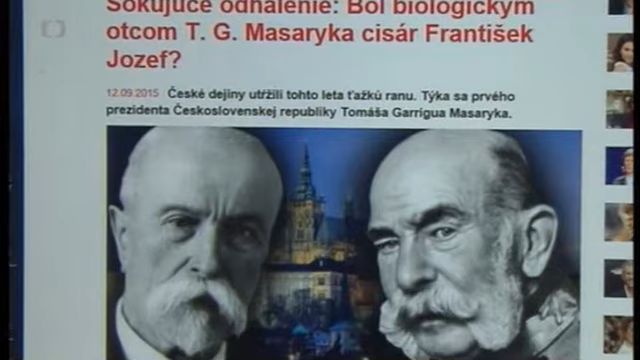 Šokujúce odhalenie: Bol biologickým
otcom T. G. Masaryka cisár František
Jozef?
12.09.2015 České dejiny utŕžili tohto leta ťažkú ranu. Týka sa prvého
prezidenta Československej republiky Tomáša Garrigua Masaryka.